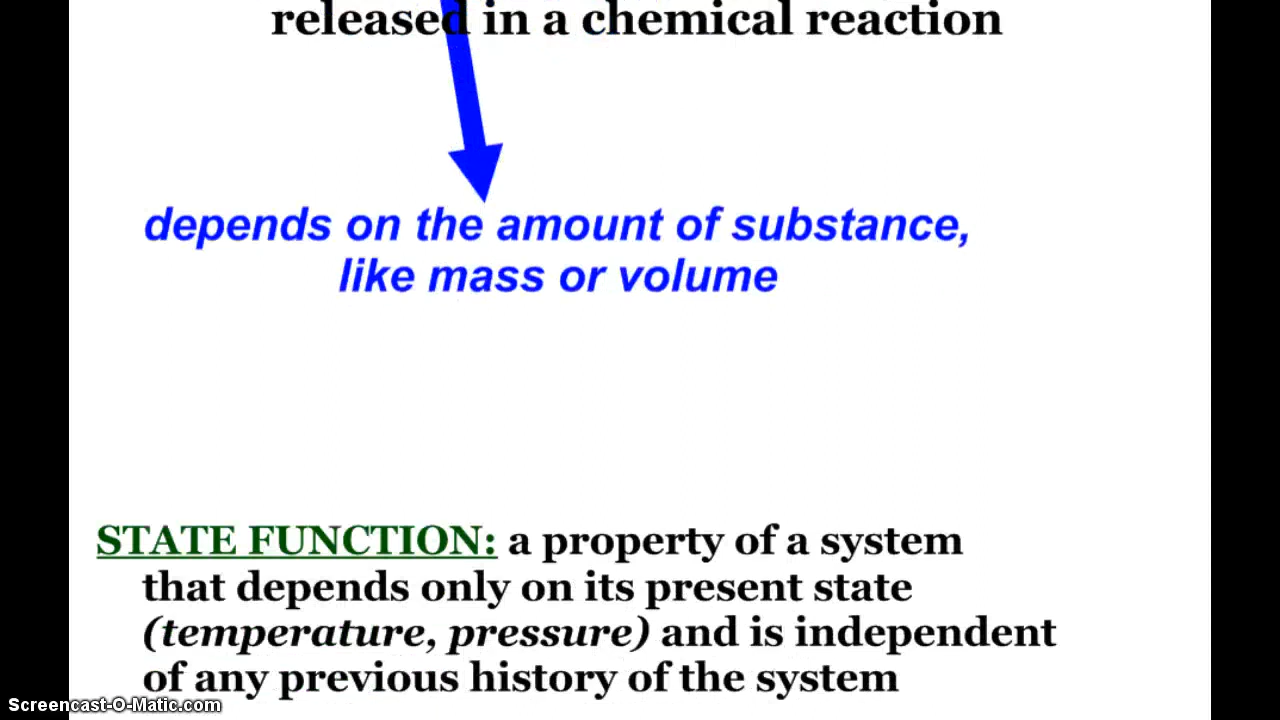 released in a chemical reaction
depends on the amount of substance,
like mass or volume
STATE FUNCTION: a property of a system
that depends only on its present state
(temperature, pressure) and is independent
of any previous history of the system
Screencast-O-Matic.com